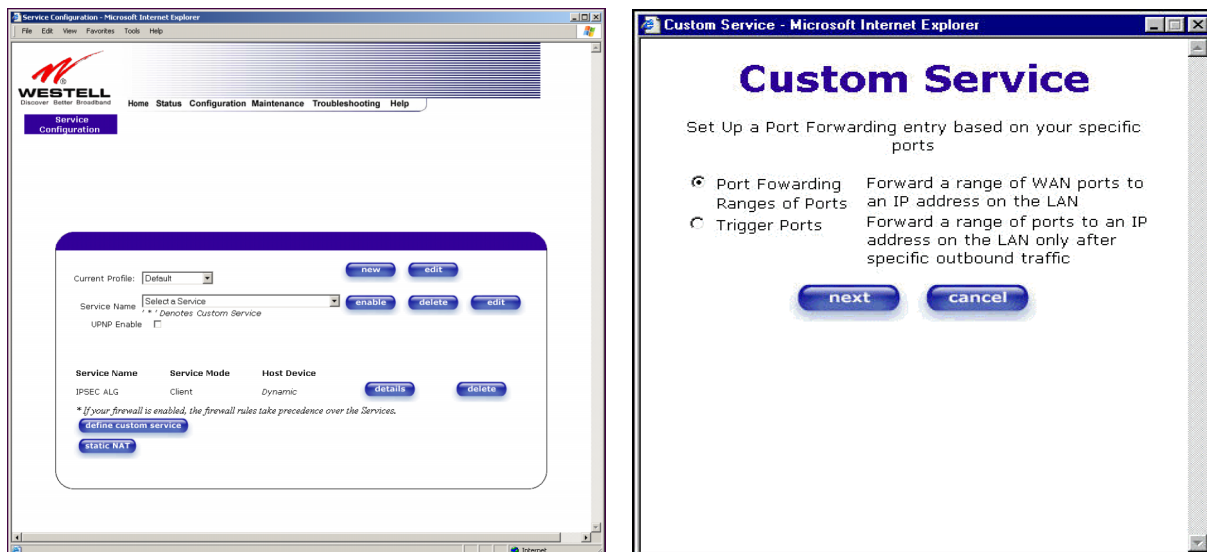 Service Configuration - Microsoft Internet Explorer
File Edit View Favorites Tools Help
WESTELL
Discover Better Broadband
Home Status Configuration Maintenance Troubleshooting Help
Service
Configuration
Current Profile: Default new edit
Service Name Select a Service enable delete edit
' * ' Denotes Custom Service
UPNP Enable
Service Name Service Mode Host Device
IPSEC ALG Client Dynamic details delete
* If your firewall is enabled, the firewall rules take precedence over the Services.
define custom service
static NAT
Internet
Custom Service - Microsoft Internet Explorer
Custom Service
Set Up a Port Forwarding entry based on your specific
ports
Port Fowarding
Ranges of Ports
Forward a range of WAN ports to
an IP address on the LAN
Trigger Ports
Forward a range of ports to an IP
address on the LAN only after
specific outbound traffic
next cancel